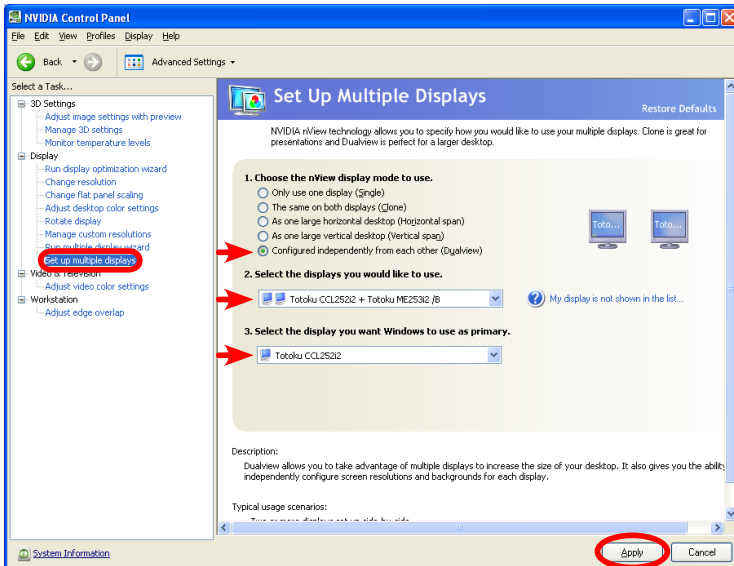 NVIDIA Control Panel
File Edit View Profiles Display Help
Back Advanced Settings
Select a Task...
3D Settings
Adjust image settings with preview
Manage 3D settings
Monitor temperature levels
Display
Run display optimization wizard
Change resolution
Change flat panel scaling
Adjust desktop color settings
Rotate display
Manage custom resolutions
Run multiple display wizard
Set up multiple displays
Video & Television
Adjust video color settings
Workstation
Adjust edge overlap
System Information
Set Up Multiple Displays
Restore Defaults
NVIDIA nView technology allows you to specify how you would like to use your multiple displays. Clone is great for
presentations and Dualview is perfect for a larger desktop.
1. Choose the nView display mode to use.
Only use one display (Single)
The same on both displays (Clone)
As one large horizontal desktop (Horizontal span)
As one large vertical desktop (Vertical span)
Configured independently from each other (Dualview)
Toto... Toto...
2. Select the displays you would like to use.
Totoku CCL252i2 + Totoku ME253i2 /B
My display is not shown in the list...
3. Select the display you want Windows to use as primary.
Totoku CCL252i2
Description:
Dualview allows you to take advantage of multiple displays to increase the size of your desktop. It also gives you the ability
independently configure screen resolutions and backgrounds for each display.
Typical usage scenarios:
Two or more displays set up side-by-side
Apply Cancel